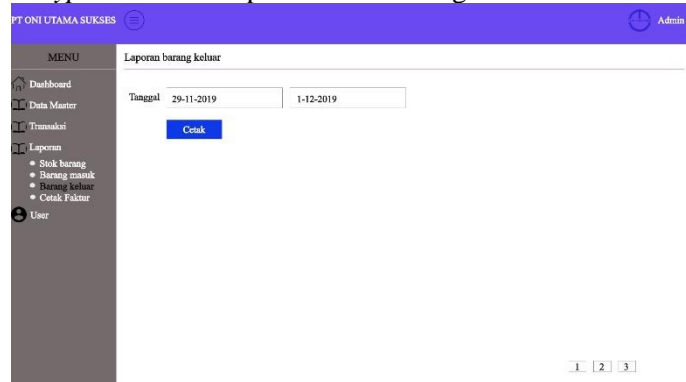 PT ONI UTAMA SUKSES
Admin
MENU
Dashboard
Data Master
Transaksi
Laporan
Stok barang
Barang masuk
Barang keluar
Cetak Faktur
User
Laporan barang keluar
Tanggal 29-11-2019 1-12-2019
Cetak
1 2 3